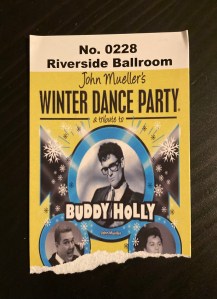 No. 0228
Riverside Ballroom
John Mueller's
WINTER DANCE PARTY
a tribute to
BUDDY HOLLY